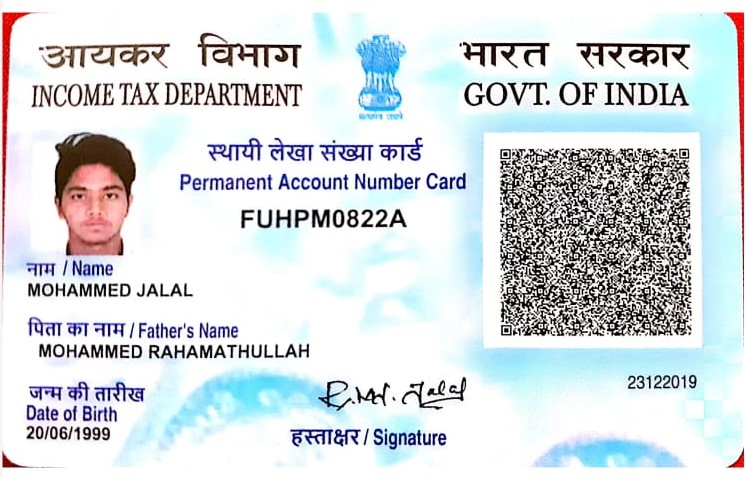 आयकर विभाग
INCOME TAX DEPARTMENT
भारत सरकार
GOVT. OF INDIA
सत्यमेव जयते
स्थायी लेखा संख्या कार्ड
Permanent Account Number Card
FUHPM0822A
नाम / Name
MOHAMMED JALAL
पिता का नाम / Father's Name
MOHAMMED RAHAMATHULLAH
जन्म की तारीख
Date of Birth
20/06/1999
R.Md. Jalal
हस्ताक्षर / Signature
23122019